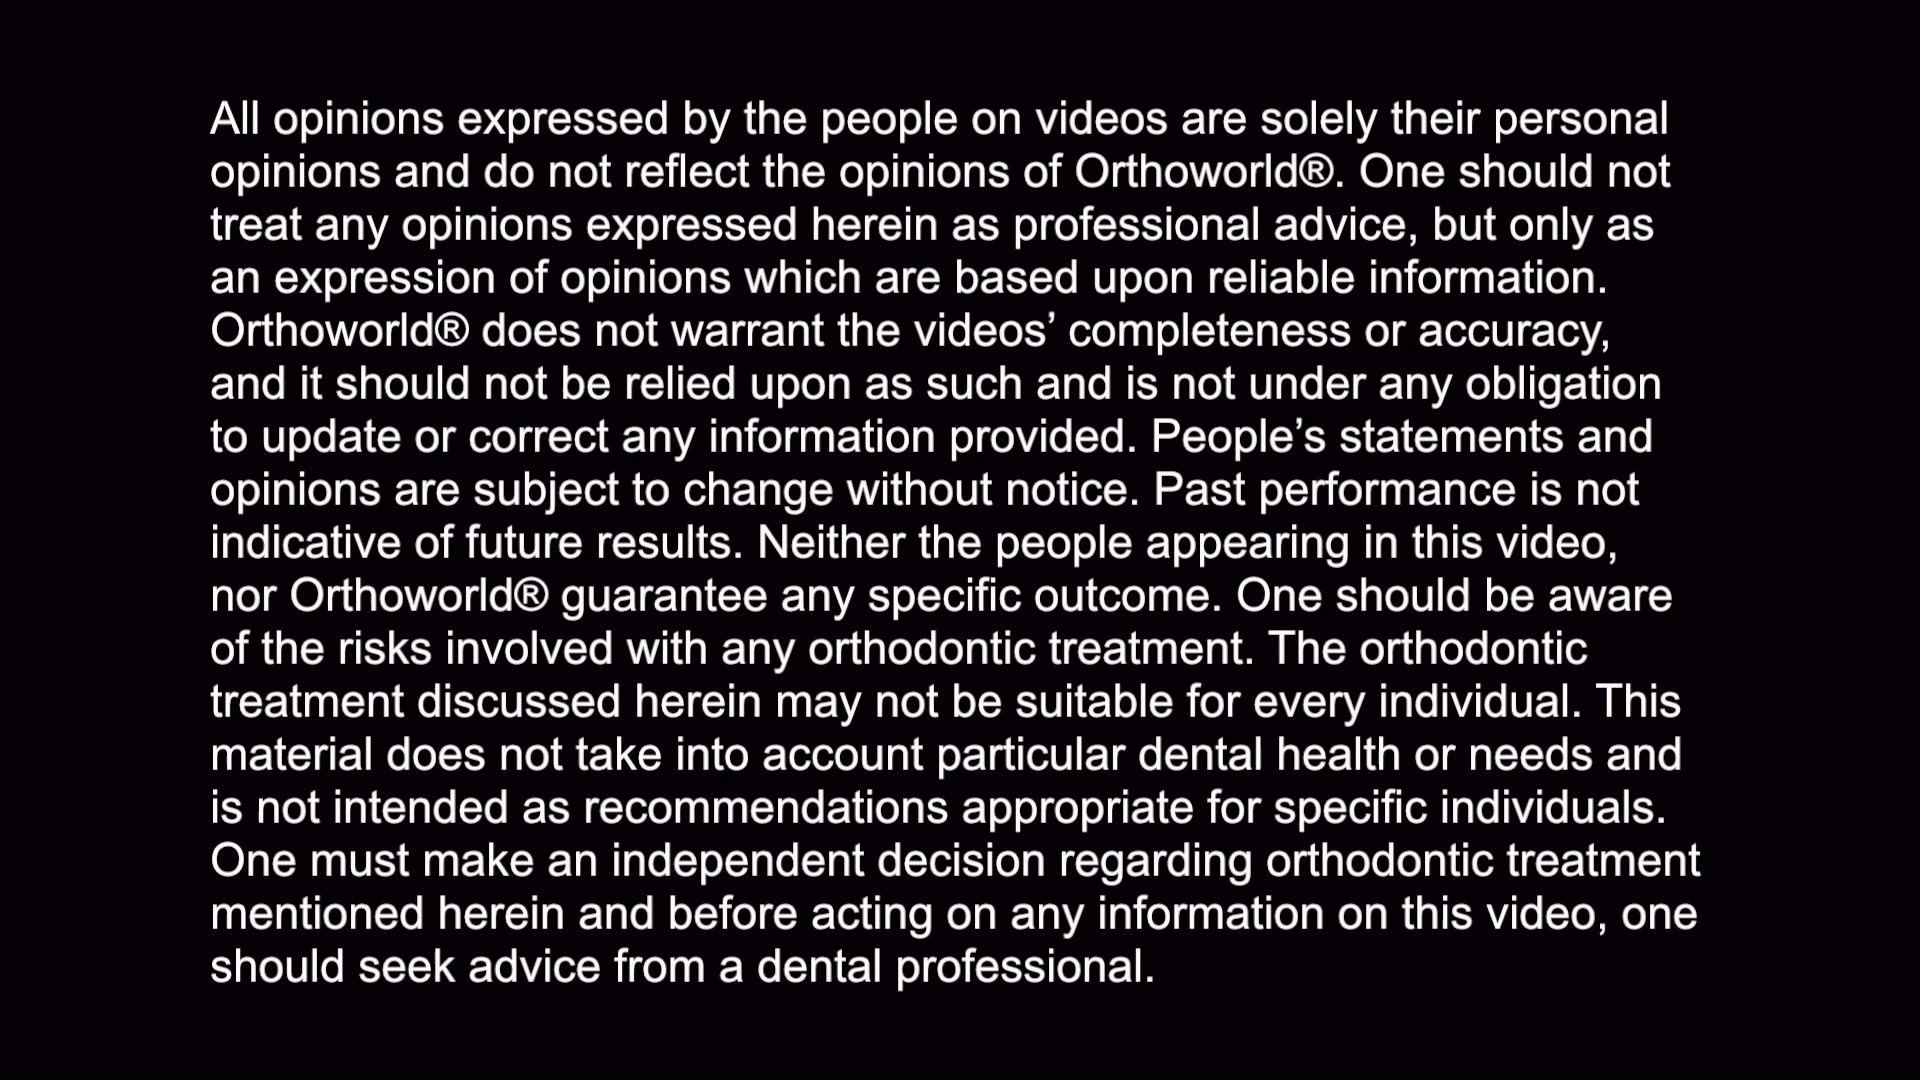 All opinions expressed by the people on videos are solely their personal
opinions and do not reflect the opinions of Orthoworld®. One should not
treat any opinions expressed herein as professional advice, but only as
an expression of opinions which are based upon reliable information.
Orthoworld® does not warrant the videos’ completeness or accuracy,
and it should not be relied upon as such and is not under any obligation
to update or correct any information provided. People’s statements and
opinions are subject to change without notice. Past performance is not
indicative of future results. Neither the people appearing in this video,
nor Orthoworld® guarantee any specific outcome. One should be aware
of the risks involved with any orthodontic treatment. The orthodontic
treatment discussed herein may not be suitable for every individual. This
material does not take into account particular dental health or needs and
is not intended as recommendations appropriate for specific individuals.
One must make an independent decision regarding orthodontic treatment
mentioned herein and before acting on any information on this video, one
should seek advice from a dental professional.